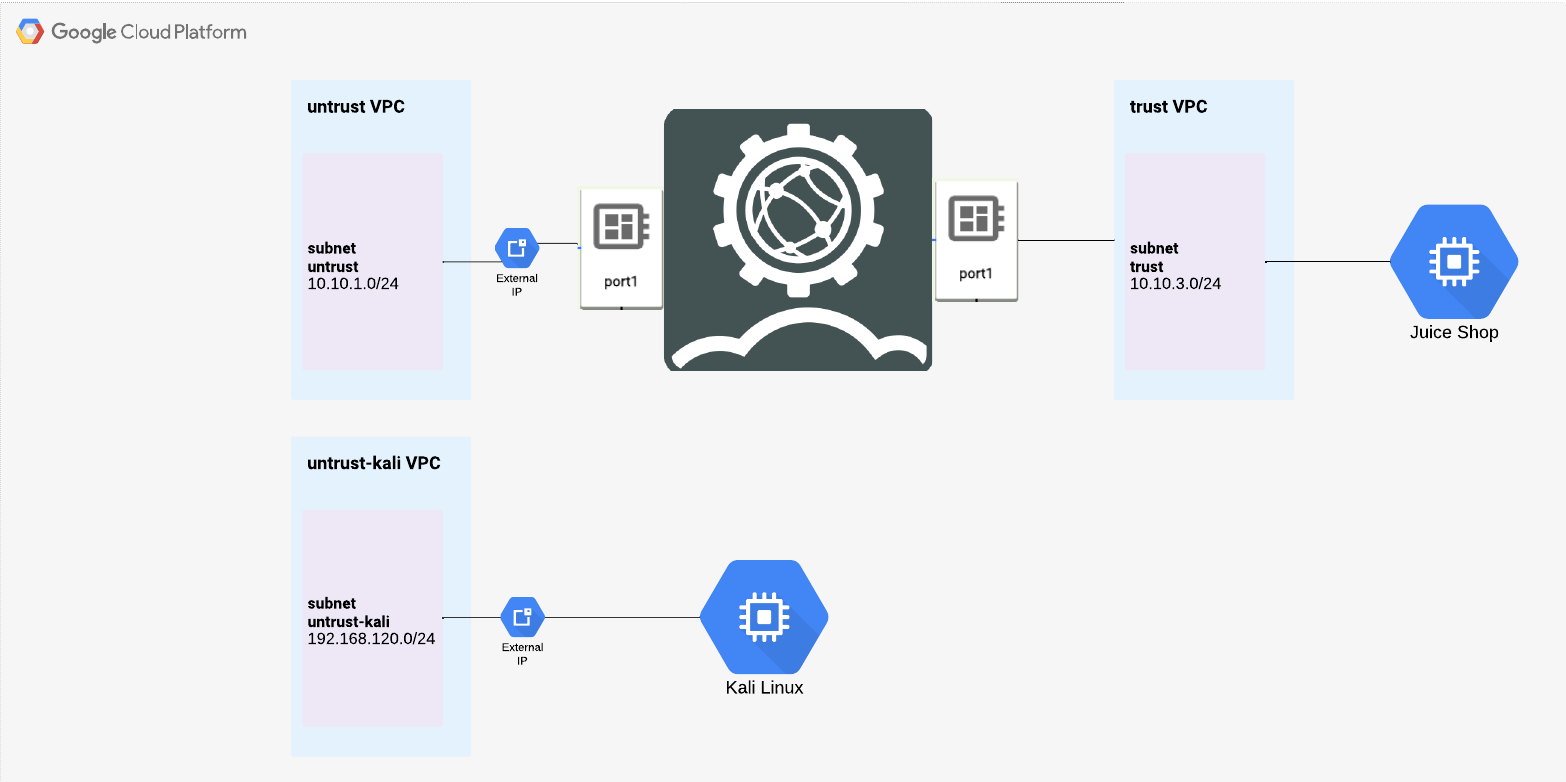 Google Cloud Platform
untrust VPC
subnet
untrust
10.10.1.0/24
External
IP
port1
port1
trust VPC
subnet
trust
10.10.3.0/24
Juice Shop
untrust-kali VPC
subnet
untrust-kali
192.168.120.0/24
External
IP
Kali Linux